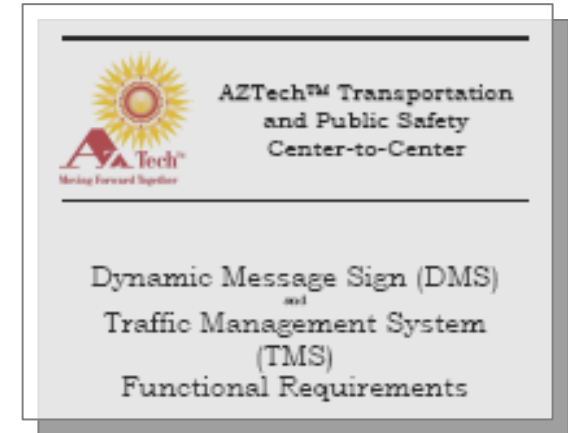 AZTech™ Transportation
and Public Safety
Center-to-Center
AZTech™
Moving Forward Together
Dynamic Message Sign (DMS)
and
Traffic Management System
(TMS)
Functional Requirements